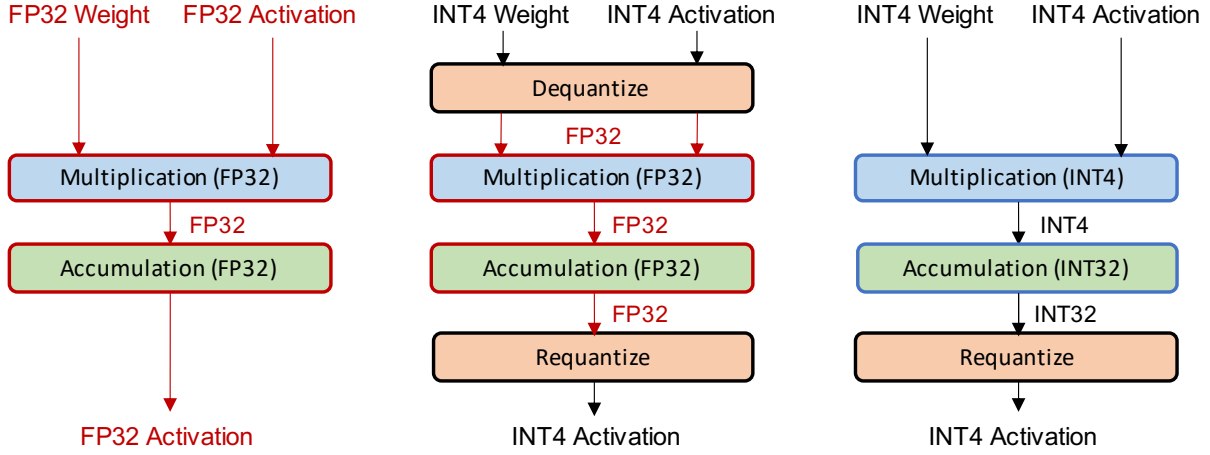 FP32 Weight
FP32 Activation
Multiplication (FP32)
FP32
Accumulation (FP32)
FP32 Activation
INT4 Weight
INT4 Activation
Dequantize
FP32
Multiplication (FP32)
FP32
Accumulation (FP32)
FP32
Requantize
INT4 Activation
INT4 Weight
INT4 Activation
Multiplication (INT4)
INT4
Accumulation (INT32)
INT32
Requantize
INT4 Activation